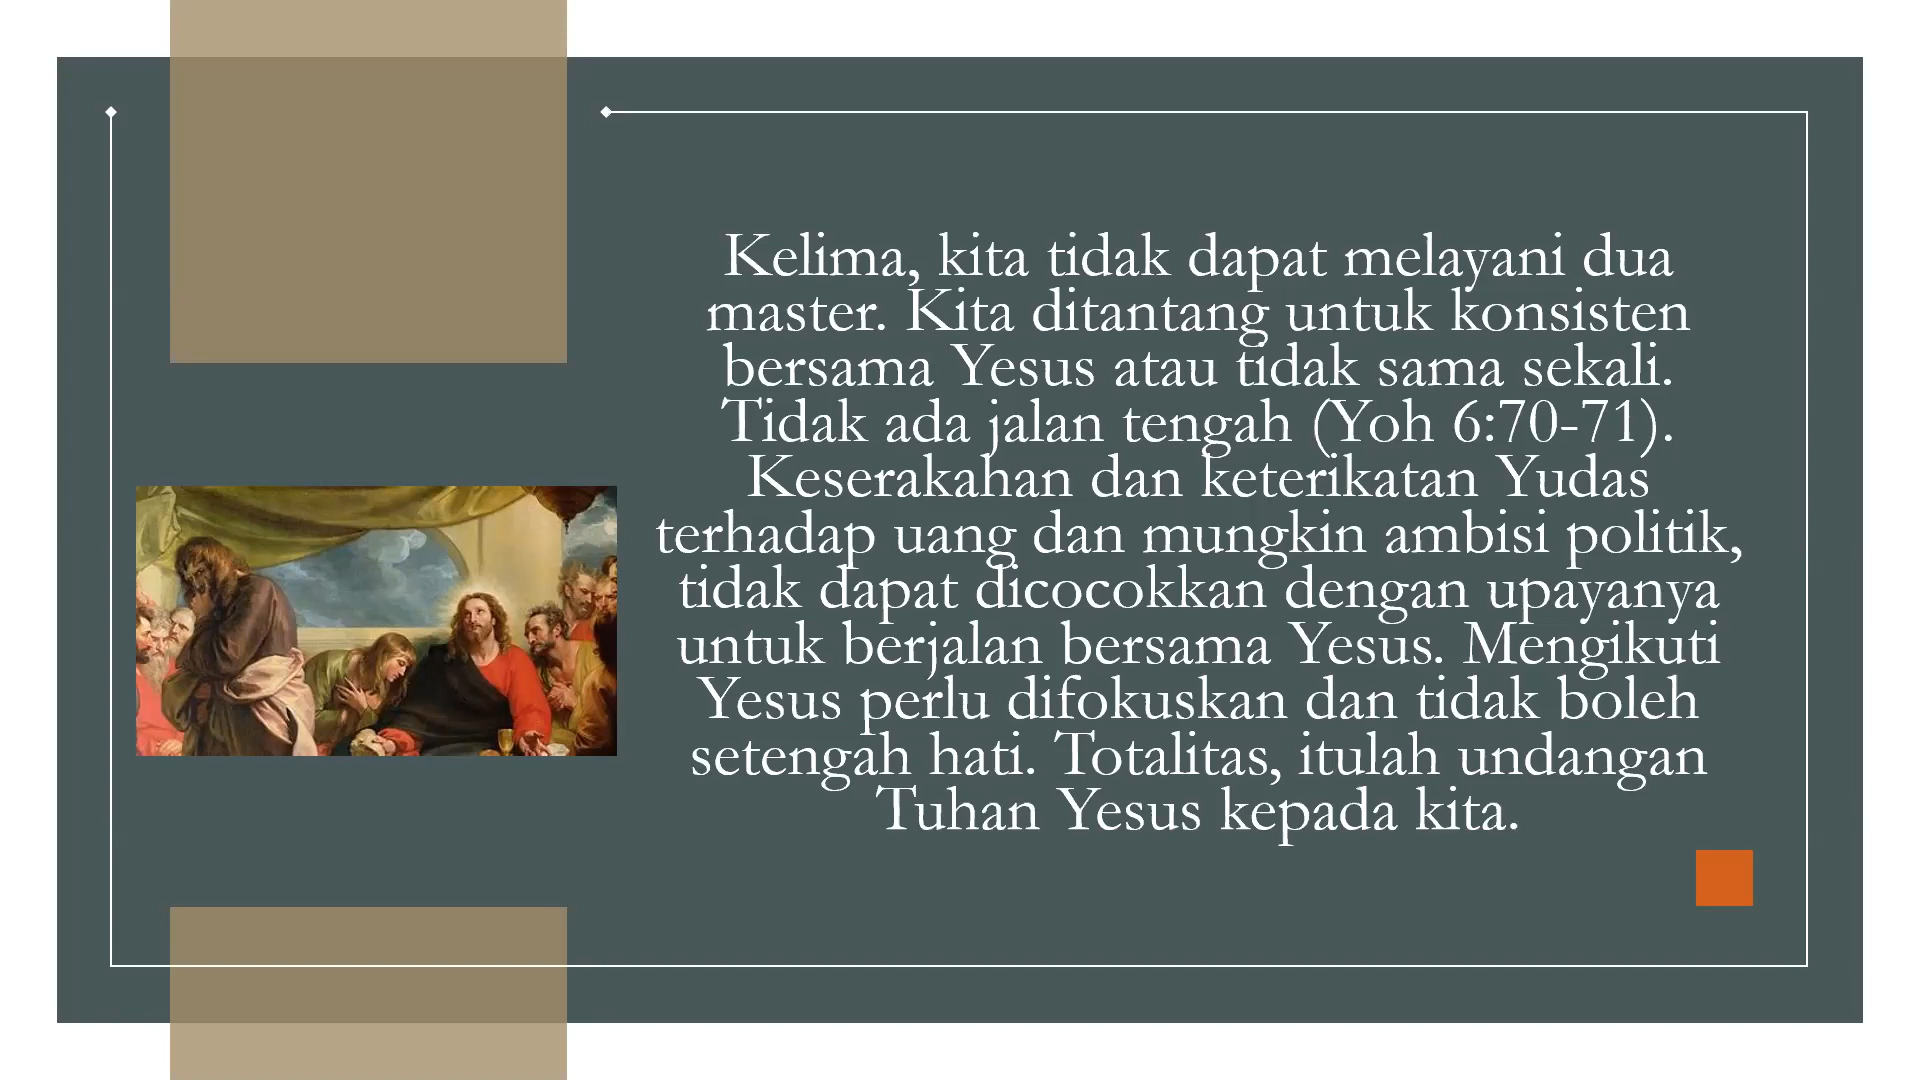 Kelima, kita tidak dapat melayani dua
master. Kita ditantang untuk konsisten
bersama Yesus atau tidak sama sekali.
Tidak ada jalan tengah (Yoh 6:70-71).
Keserakahan dan keterikatan Yudas
terhadap uang dan mungkin ambisi politik,
tidak dapat dicocokkan dengan upayanya
untuk berjalan bersama Yesus. Mengikuti
Yesus perlu difokuskan dan tidak boleh
setengah hati. Totalitas, itulah undangan
Tuhan Yesus kepada kita.